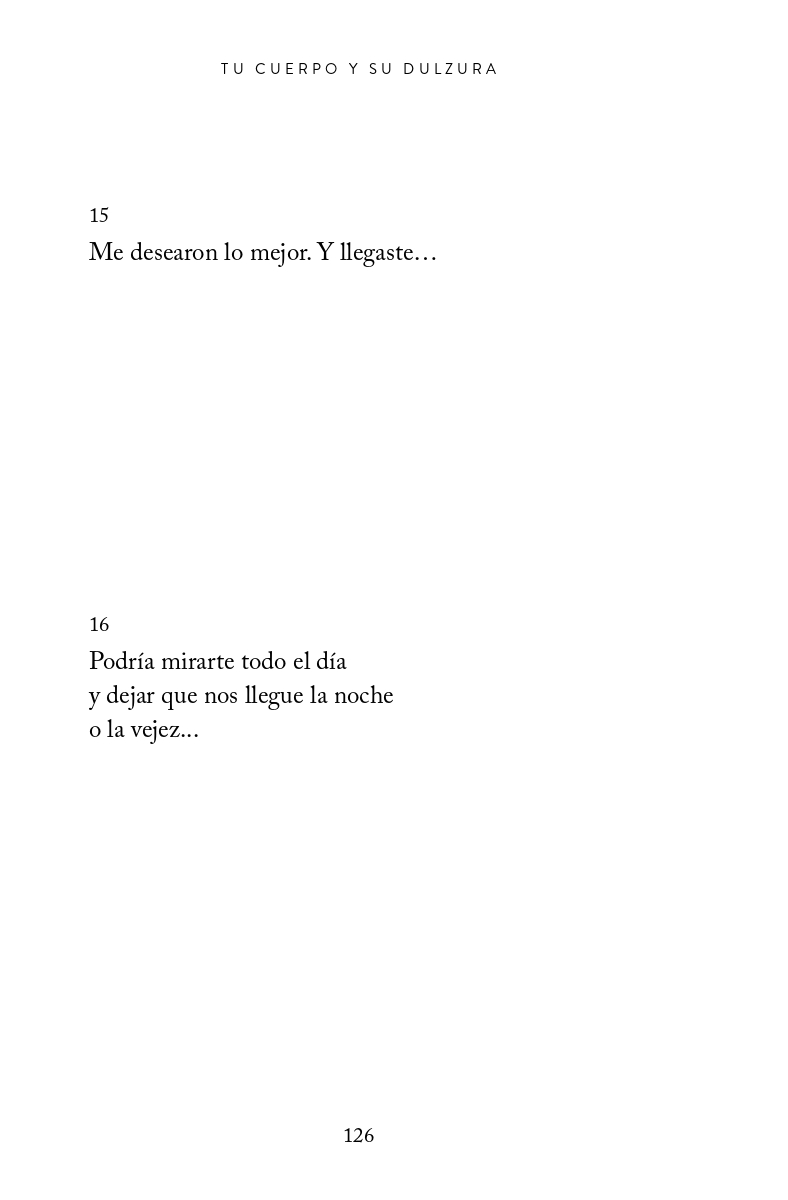 TU CUERPO Y SU DULZURA
15
Me desearon lo mejor. Y llegaste…
16
Podría mirarte todo el día
y dejar que nos llegue la noche
o la vejez...
126